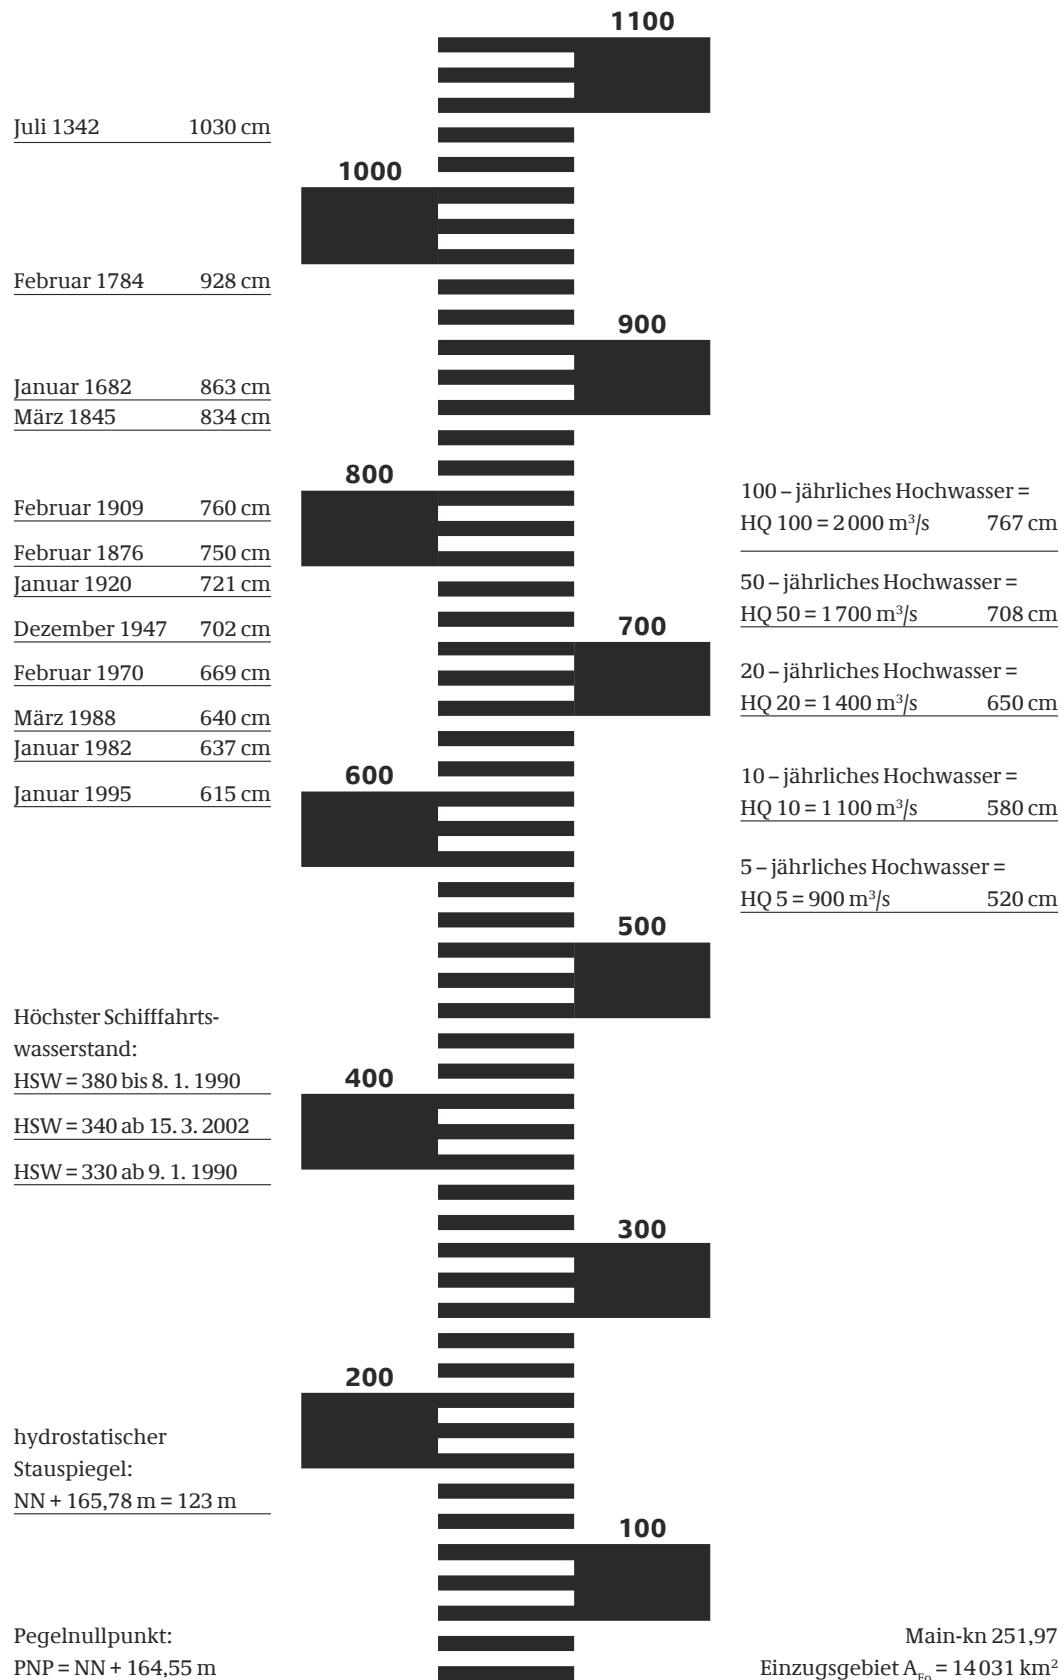 1100
Juli 1342 1030 cm
1000
Februar 1784 928 cm
900
Januar 1682 863 cm
März 1845 834 cm
800
Februar 1909 760 cm
Februar 1876 750 cm
Januar 1920 721 cm
Dezember 1947 702 cm
Februar 1970 669 cm
März 1988 640 cm
Januar 1982 637 cm
Januar 1995 615 cm
100 – jährliches Hochwasser =
HQ 100 = 2 000 m³/s 767 cm
50 – jährliches Hochwasser =
HQ 50 = 1 700 m³/s 708 cm
700
20 – jährliches Hochwasser =
HQ 20 = 1 400 m³/s 650 cm
600
10 – jährliches Hochwasser =
HQ 10 = 1 100 m³/s 580 cm
5 – jährliches Hochwasser =
HQ 5 = 900 m³/s 520 cm
500
Höchster Schifffahrts-
wasserstand:
HSW = 380 bis 8. 1. 1990
HSW = 340 ab 15. 3. 2002
HSW = 330 ab 9. 1. 1990
400
300
200
hydrostatischer
Stauspiegel:
NN + 165,78 m = 123 m
100
Pegelnullpunkt:
PNP = NN + 164,55 m
Main-kn 251,97
Einzugsgebiet A_Eo = 14 031 km²